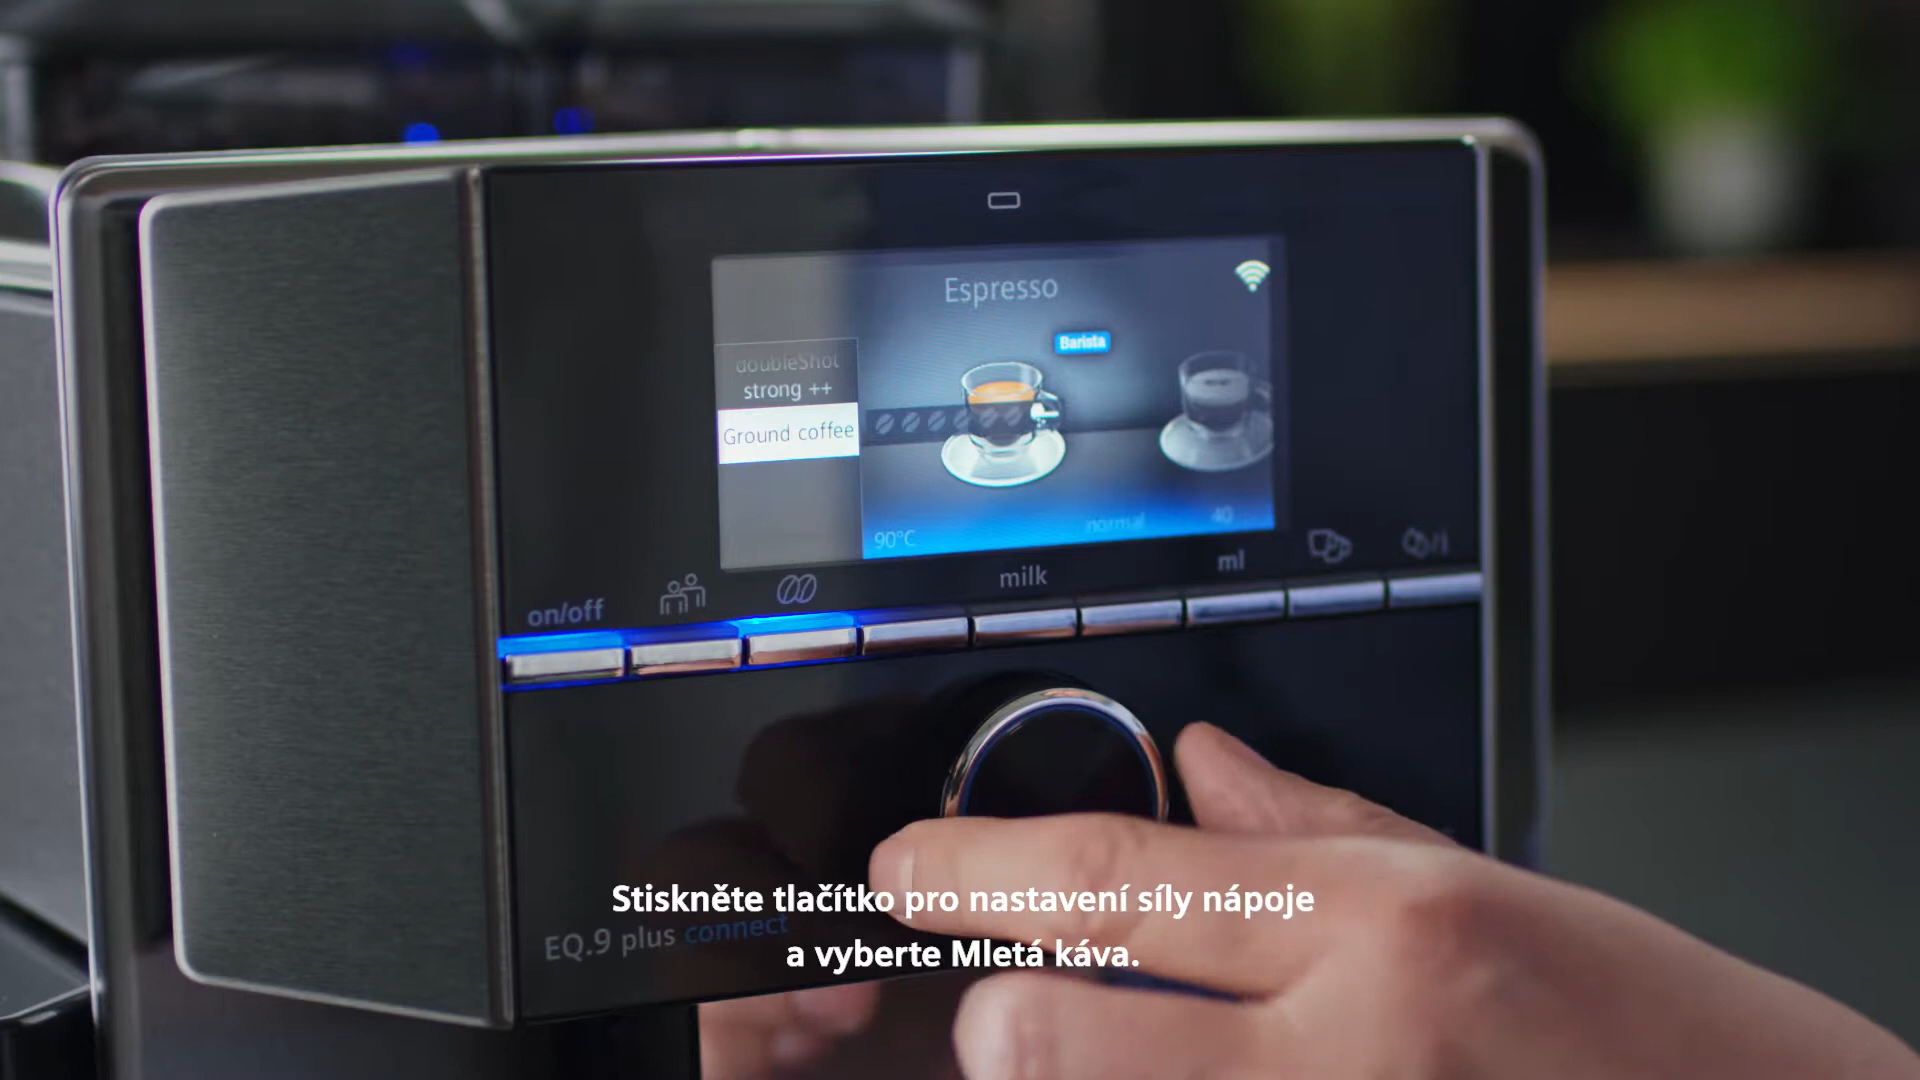 Espresso
Barista
doubleShot
strong ++
Ground coffee
90°C
normal
40
on/off
milk
ml
EQ.9 plus connect
Stiskněte tlačítko pro nastavení síly nápoje
a vyberte Mletá káva.